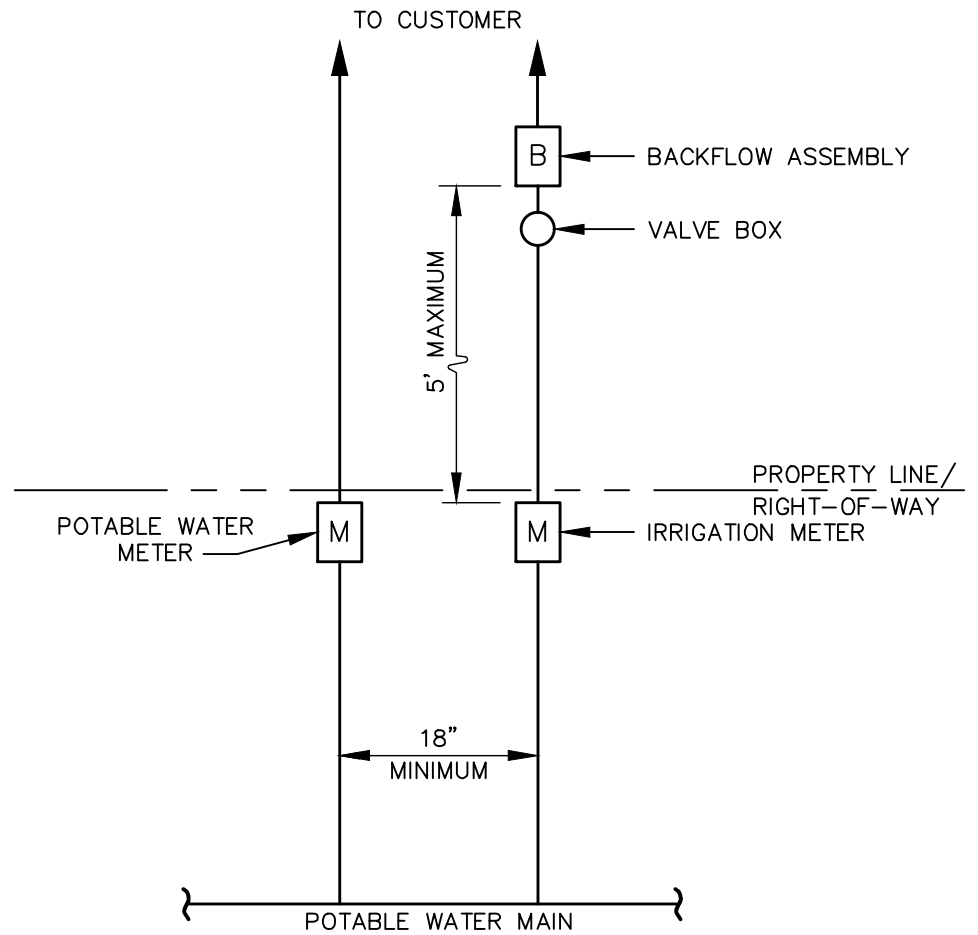 TO CUSTOMER
B
BACKFLOW ASSEMBLY
VALVE BOX
5' MAXIMUM
PROPERTY LINE/
RIGHT-OF-WAY
POTABLE WATER
METER
M
M
IRRIGATION METER
18"
MINIMUM
POTABLE WATER MAIN